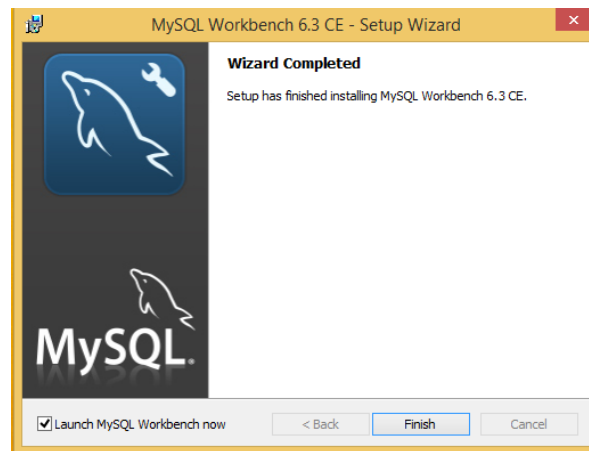 MySQL Workbench 6.3 CE - Setup Wizard
Wizard Completed
Setup has finished installing MySQL Workbench 6.3 CE.
MySQL.
Launch MySQL Workbench now
< Back
Finish
Cancel